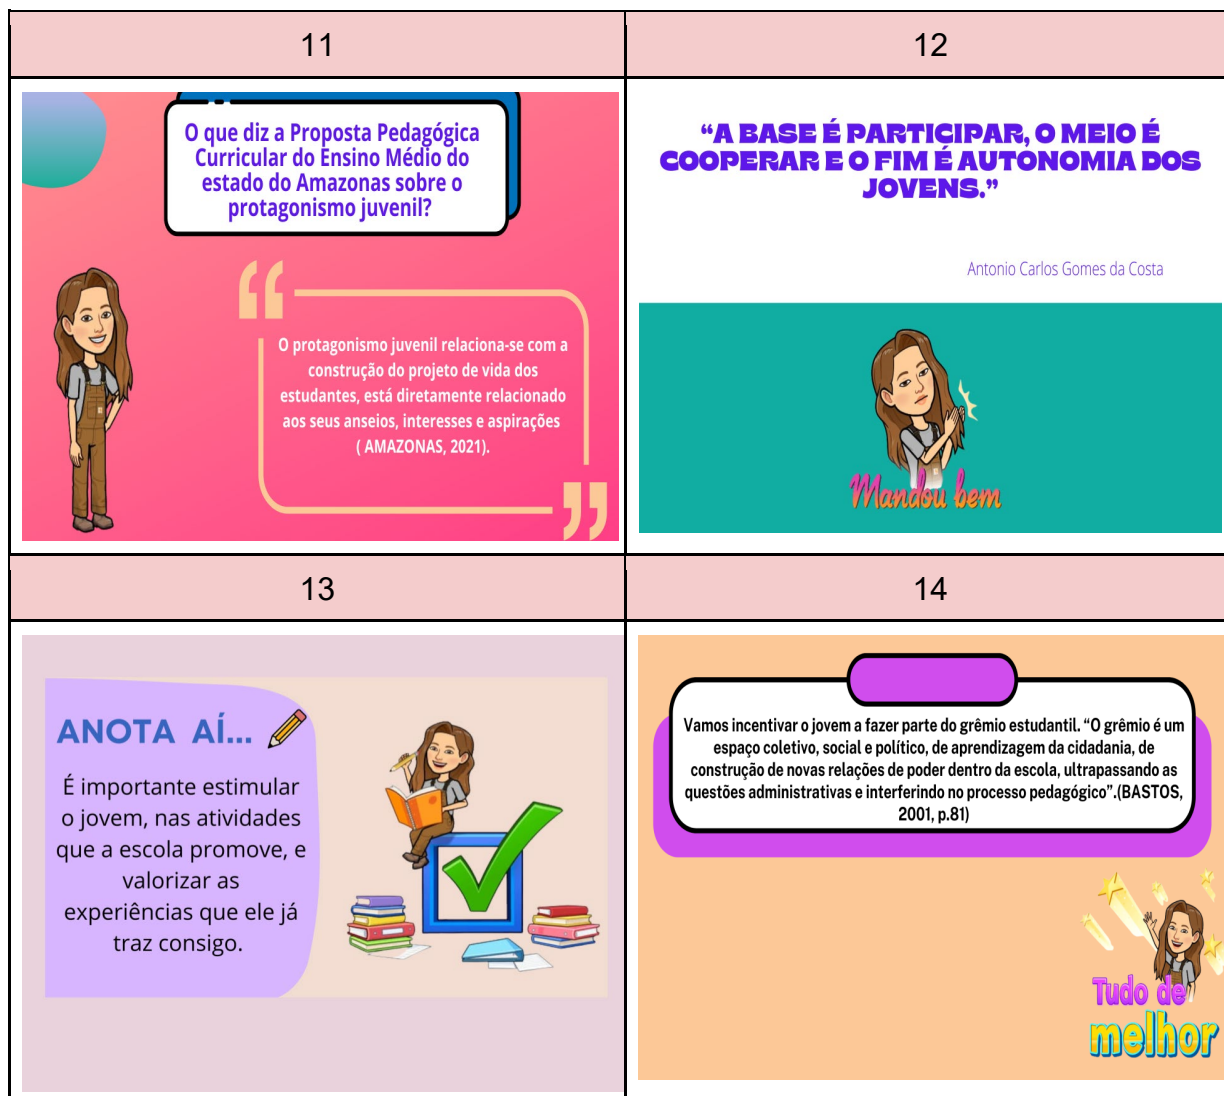 11
12
O que diz a Proposta Pedagógica
Curricular do Ensino Médio do
estado do Amazonas sobre o
protagonismo juvenil?
O protagonismo juvenil relaciona-se com a
construção do projeto de vida dos
estudantes, está diretamente relacionado
aos seus anseios, interesses e aspirações
( AMAZONAS, 2021).
“A BASE É PARTICIPAR, O MEIO É
COOPERAR E O FIM É AUTONOMIA DOS
JOVENS.”
Antonio Carlos Gomes da Costa
Mandou bem
13
14
ANOTA AÍ...
É importante estimular
o jovem, nas atividades
que a escola promove, e
valorizar as
experiências que ele já
traz consigo.
Vamos incentivar o jovem a fazer parte do grêmio estudantil. “O grêmio é um
espaço coletivo, social e político, de aprendizagem da cidadania, de
construção de novas relações de poder dentro da escola, ultrapassando as
questões administrativas e interferindo no processo pedagógico”.(BASTOS,
2001, p.81)
Tudo de
melhor